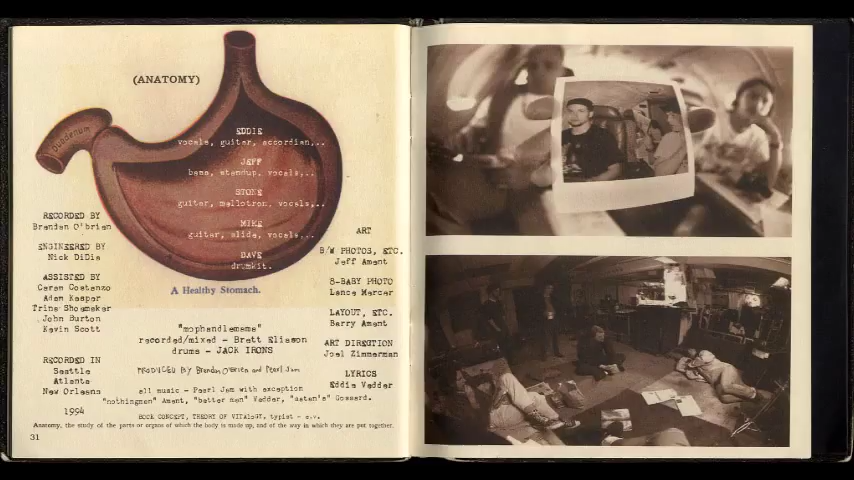 (ANATOMY)
Duodenum
EDDIE
vocals, guitar, accordian,..
JEFF
bass, standup, vocals,..
STONE
guitar, mellotron, vocals,..
MIKE
guitar, slide, vocals,..
DAVE
drumkit.
A Healthy Stomach.
RECORDED BY
Brendan O'brien
ENGINEERED BY
Nick DiDia
ASSISTED BY
Caram Costanzo
Adam Kasper
Trina Shoemaker
John Burton
Kevin Scott
RECORDED IN
Seattle
Atlanta
New Orleans
1994
"mophandlemama"
recorded/mixed - Brett Eliason
drums - JACK IRONS
PRODUCED BY Brendan O'Brien and Pearl Jam
all music - Pearl Jam with exception
"nothingman" Ament, "better man" Vedder, "satan's" Gossard.
BOOK CONCEPT, THEORY OF VITALOGY, typist - e.v.
ART
B/W PHOTOS, ETC.
Jeff Ament
8-BABY PHOTO
Lance Mercer
LAYOUT, ETC.
Barry Ament
ART DIRECTION
Joel Zimmerman
LYRICS
Eddie Vedder
Anatomy, the study of the parts or organs of which the body is made up, and of the way in which they are put together.
31